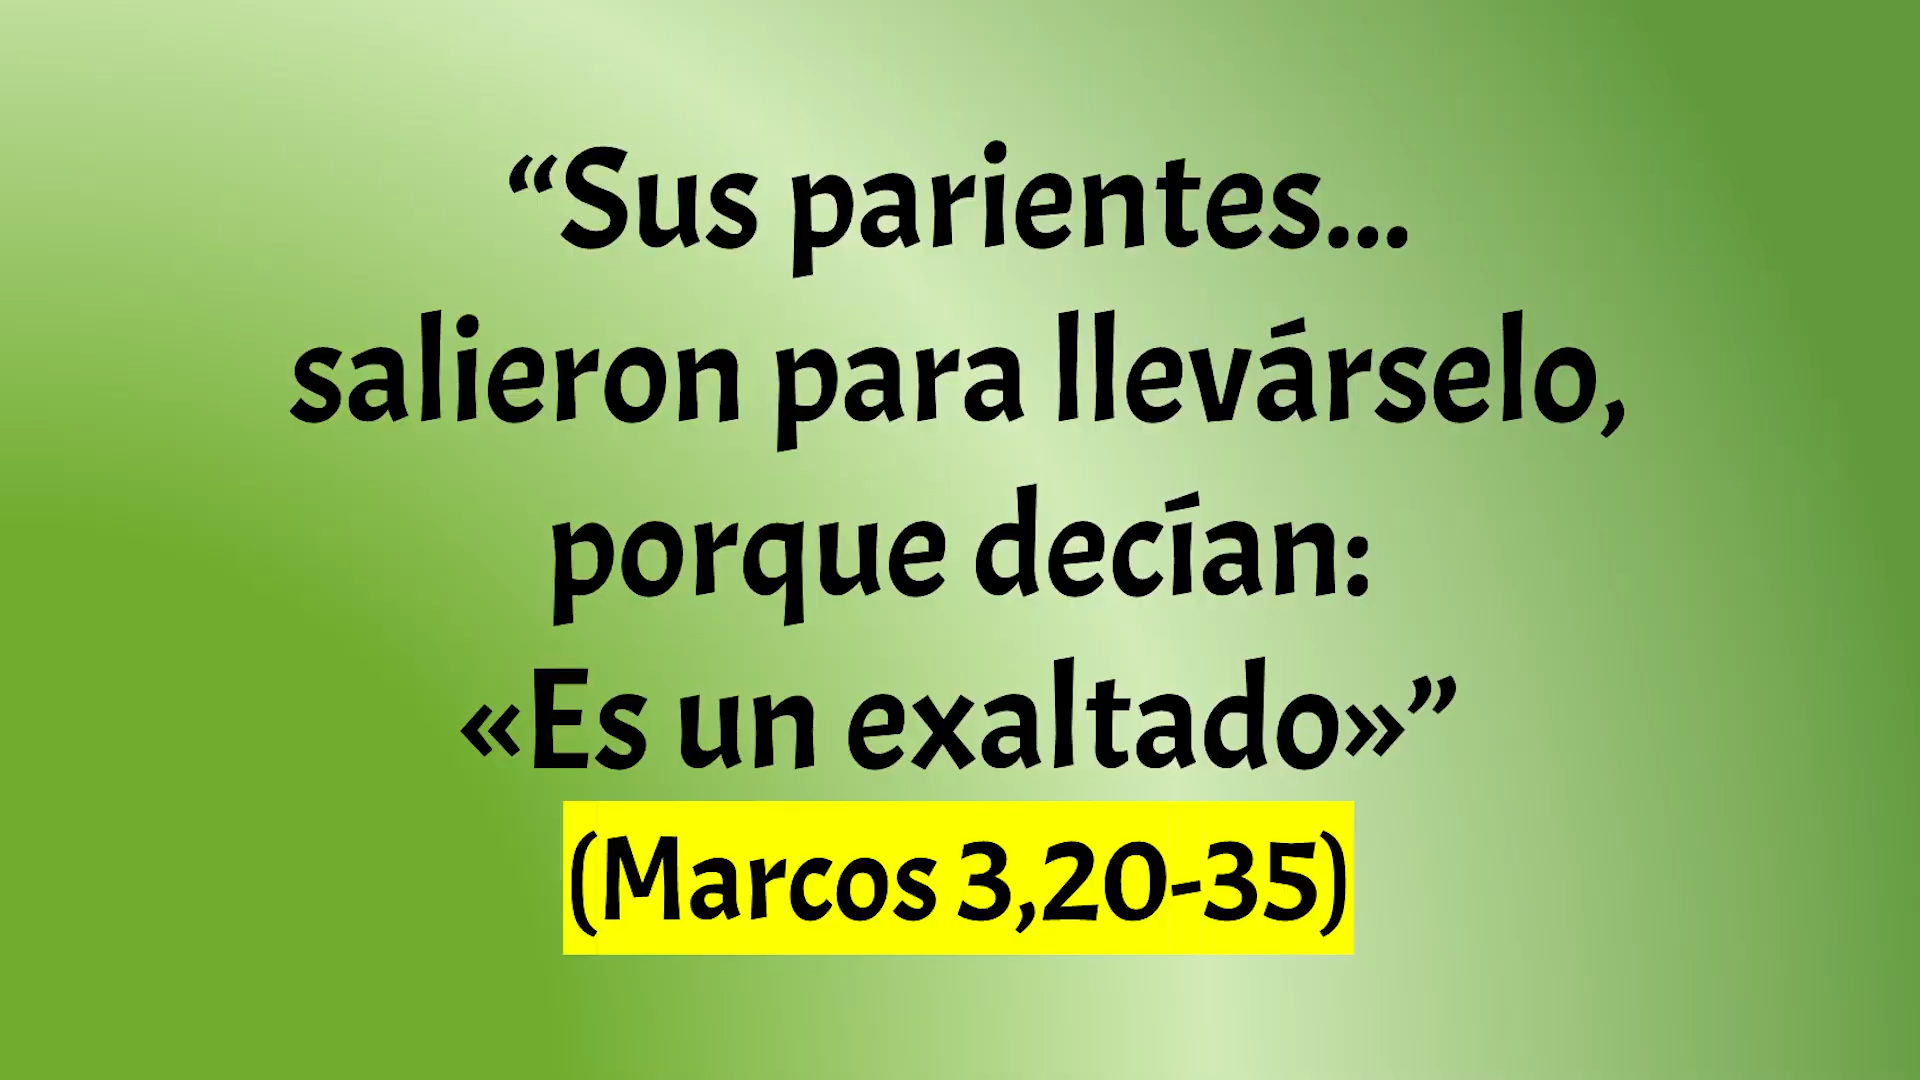 “Sus parientes...
salieron para llevárselo,
porque decían:
«Es un exaltado»”
(Marcos 3,20-35)